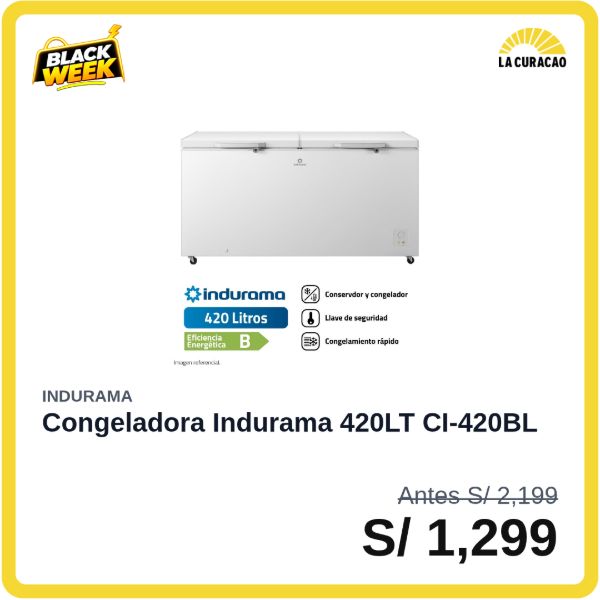 BLACK
WEEK
LA CURACAO
indurama
420 Litros
Eficiencia
Energética
B
Conservdor y congelador
Llave de seguridad
Congelamiento rápido
Imagen referencial.
INDURAMA
Congeladora Indurama 420LT CI-420BL
Antes S/ 2,199
S/ 1,299